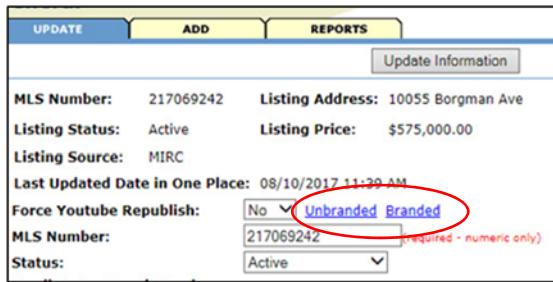 UPDATE ADD REPORTS
Update Information
MLS Number: 217069242 Listing Address: 10055 Borgman Ave
Listing Status: Active Listing Price: $575,000.00
Listing Source: MIRC
Last Updated Date in One Place: 08/10/2017 11:39 AM
Force Youtube Republish: No Unbranded Branded
MLS Number: 217069242 (required - numeric only)
Status: Active